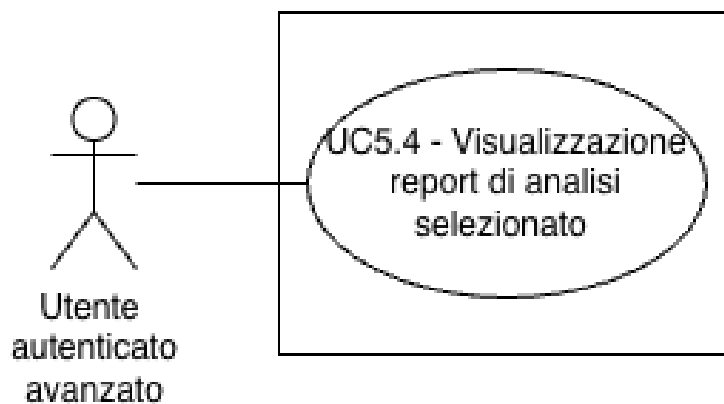 UC5.4 - Visualizzazione
report di analisi
selezionato
Utente
autenticato
avanzato